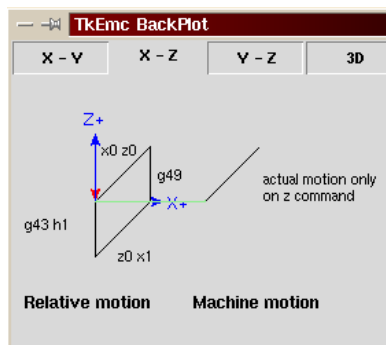 TkEmc BackPlot
X - Y
X - Z
Y - Z
3D
Z+
x0 z0
g49
X+
actual motion only
on z command
g43 h1
z0 x1
Relative motion
Machine motion